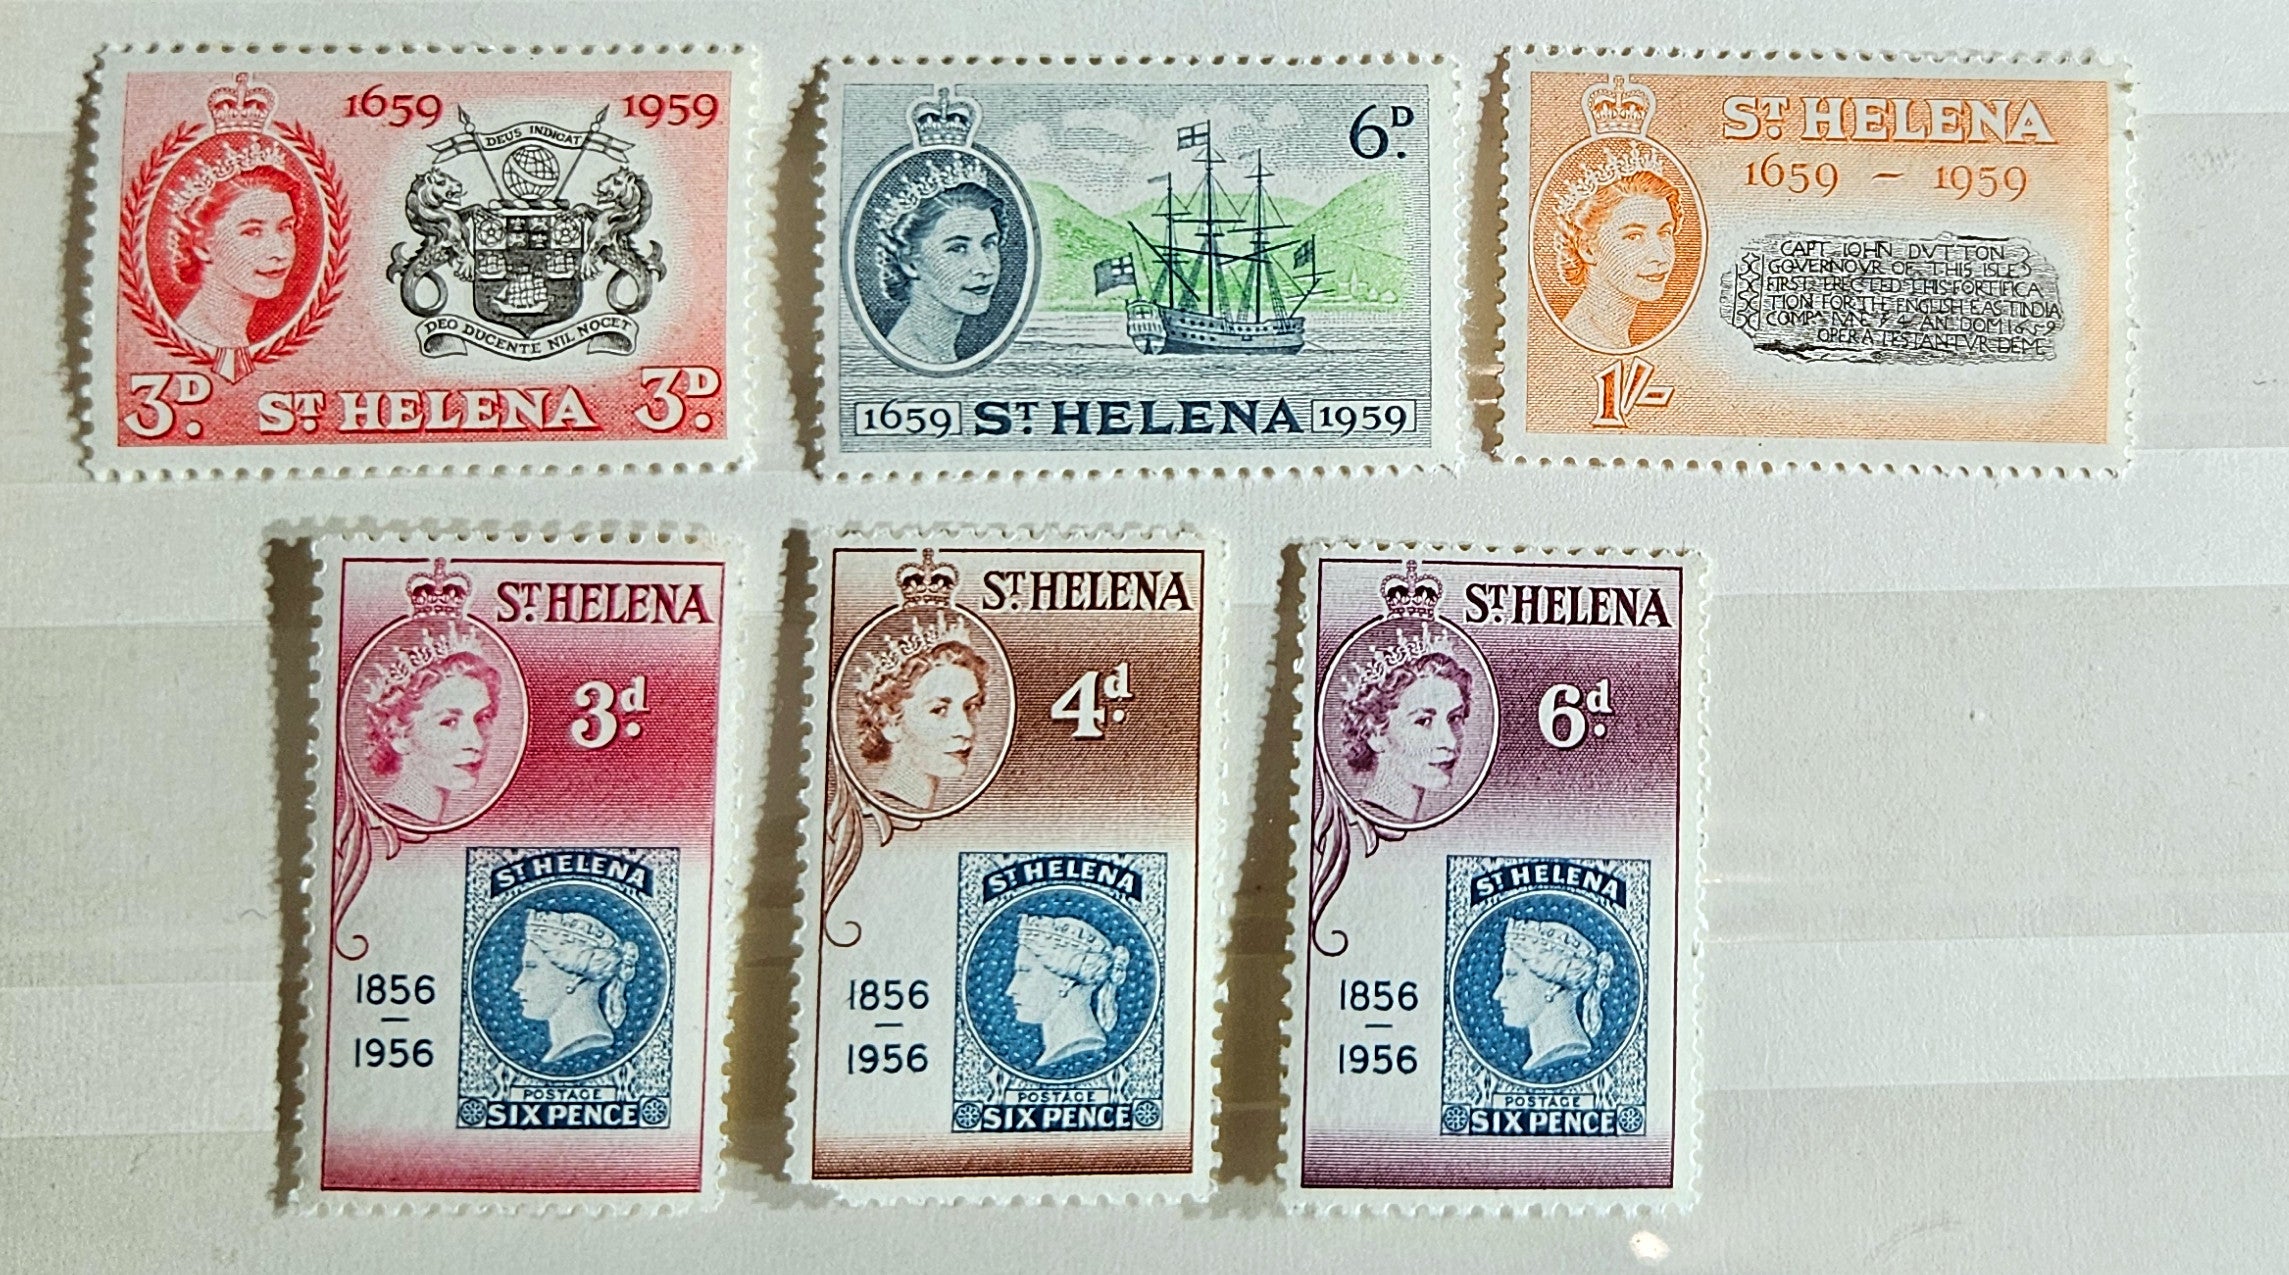 1659 1959
DEUS INDICAT
DEO DUCENTE NIL NOCET
3D. ST. HELENA 3D.
6D.
1659 ST. HELENA 1959
ST. HELENA
1659 – 1959
CAPT IOHN DVTTON
GOVERNOVR OF THIS ISLE
FIRST ERECTED THIS FORTIFICA
TION FOR THE ENGLISH EAST INDIA
OPERA TESTANTVR DEME
1/-
ST. HELENA
3d.
ST. HELENA
1856
—
1956
POSTAGE
SIX PENCE
ST. HELENA
4d.
ST. HELENA
1856
—
1956
POSTAGE
SIX PENCE
ST. HELENA
6d.
ST. HELENA
1856
—
1956
POSTAGE
SIX PENCE